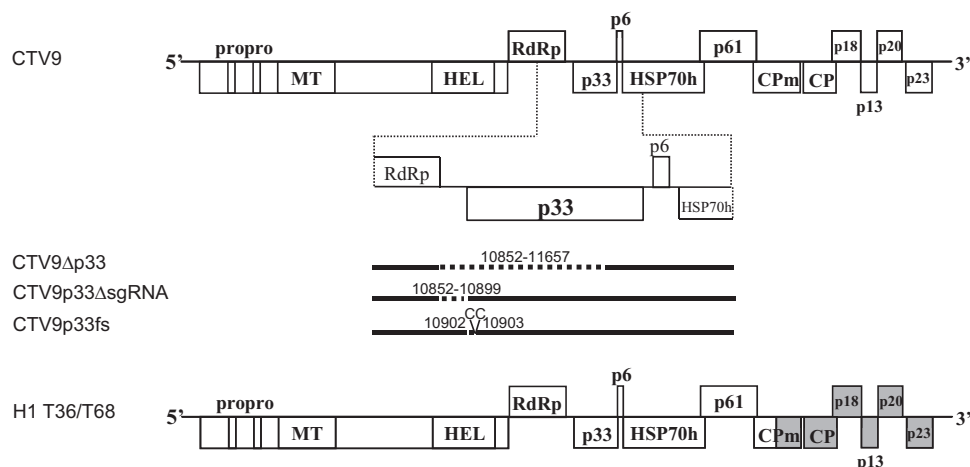 p6
propro RdRp p61 p18 p20
CTV9 5’ 3’
MT HEL p33 HSP70h CPm CP p23
p13
p6
RdRp
p33 HSP70h
CTV9Δp33 10852-11657
CTV9p33ΔsgRNA 10852-10899
CC
CTV9p33fs 10902 10903
p6
propro RdRp p61 p18 p20
H1 T36/T68 5’ 3’
MT HEL p33 HSP70h CPm CP p23
p13